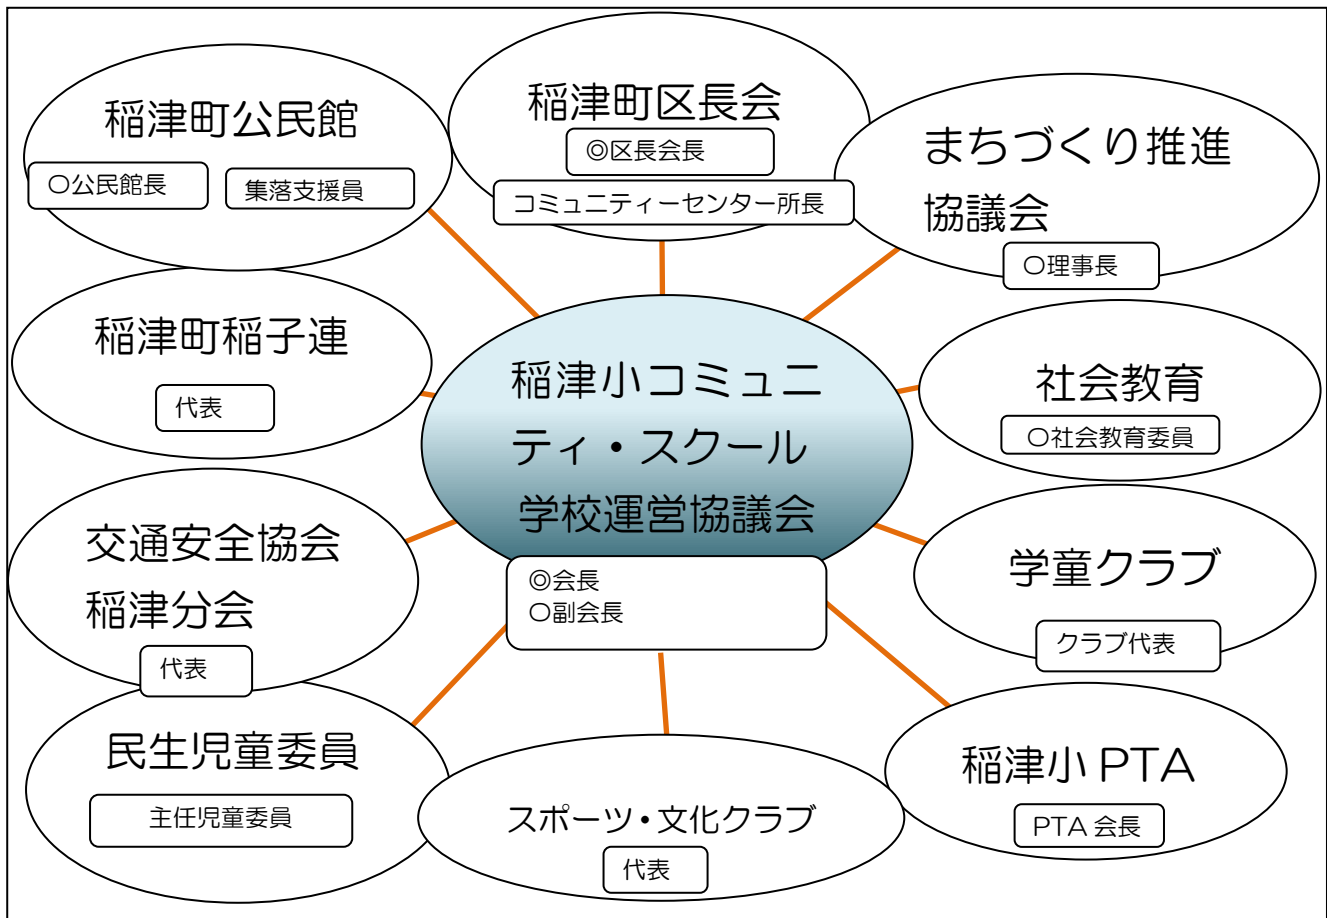 稲津町公民館
〇公民館長
集落支援員
稲津町区長会
◎区長会長
コミュニティーセンター所長
まちづくり推進
協議会
〇理事長
稲津町稲子連
代表
稲津小コミュニ
ティ・スクール
学校運営協議会
◎会長
〇副会長
社会教育
〇社会教育委員
交通安全協会
稲津分会
代表
学童クラブ
クラブ代表
民生児童委員
主任児童委員
スポーツ・文化クラブ
代表
稲津小 PTA
PTA 会長